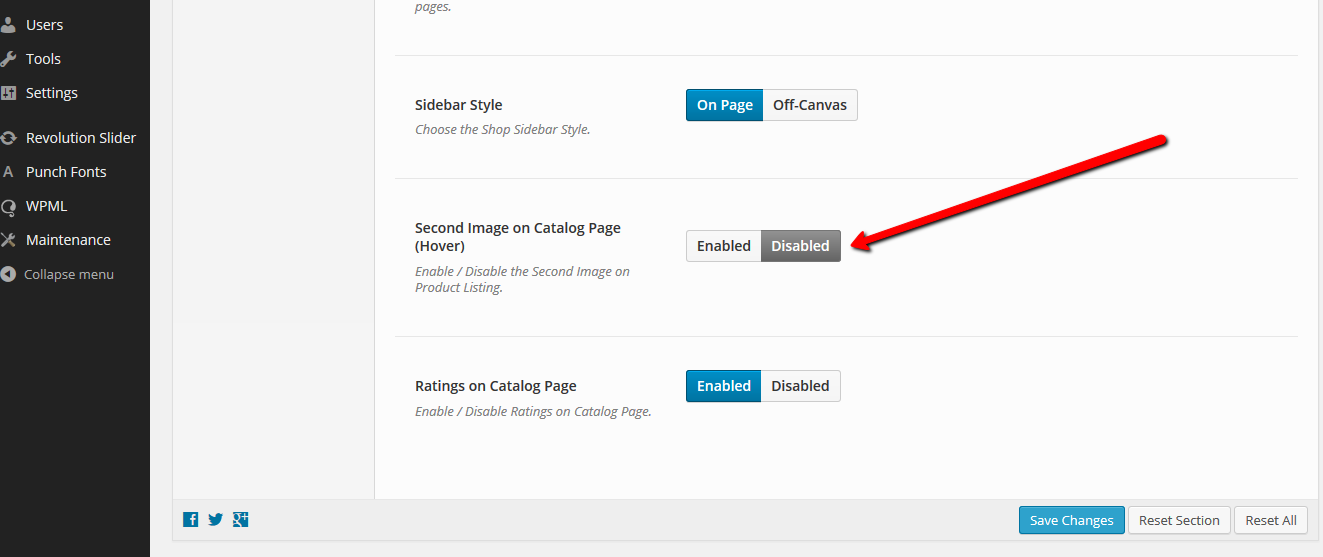 Users
Tools
Settings
Revolution Slider
Punch Fonts
WPML
Maintenance
Collapse menu
pages.
Sidebar Style
Choose the Shop Sidebar Style.
On Page Off-Canvas
Second Image on Catalog Page
(Hover)
Enable / Disable the Second Image on
Product Listing.
Enabled Disabled
Ratings on Catalog Page
Enable / Disable Ratings on Catalog Page.
Enabled Disabled
Save Changes Reset Section Reset All